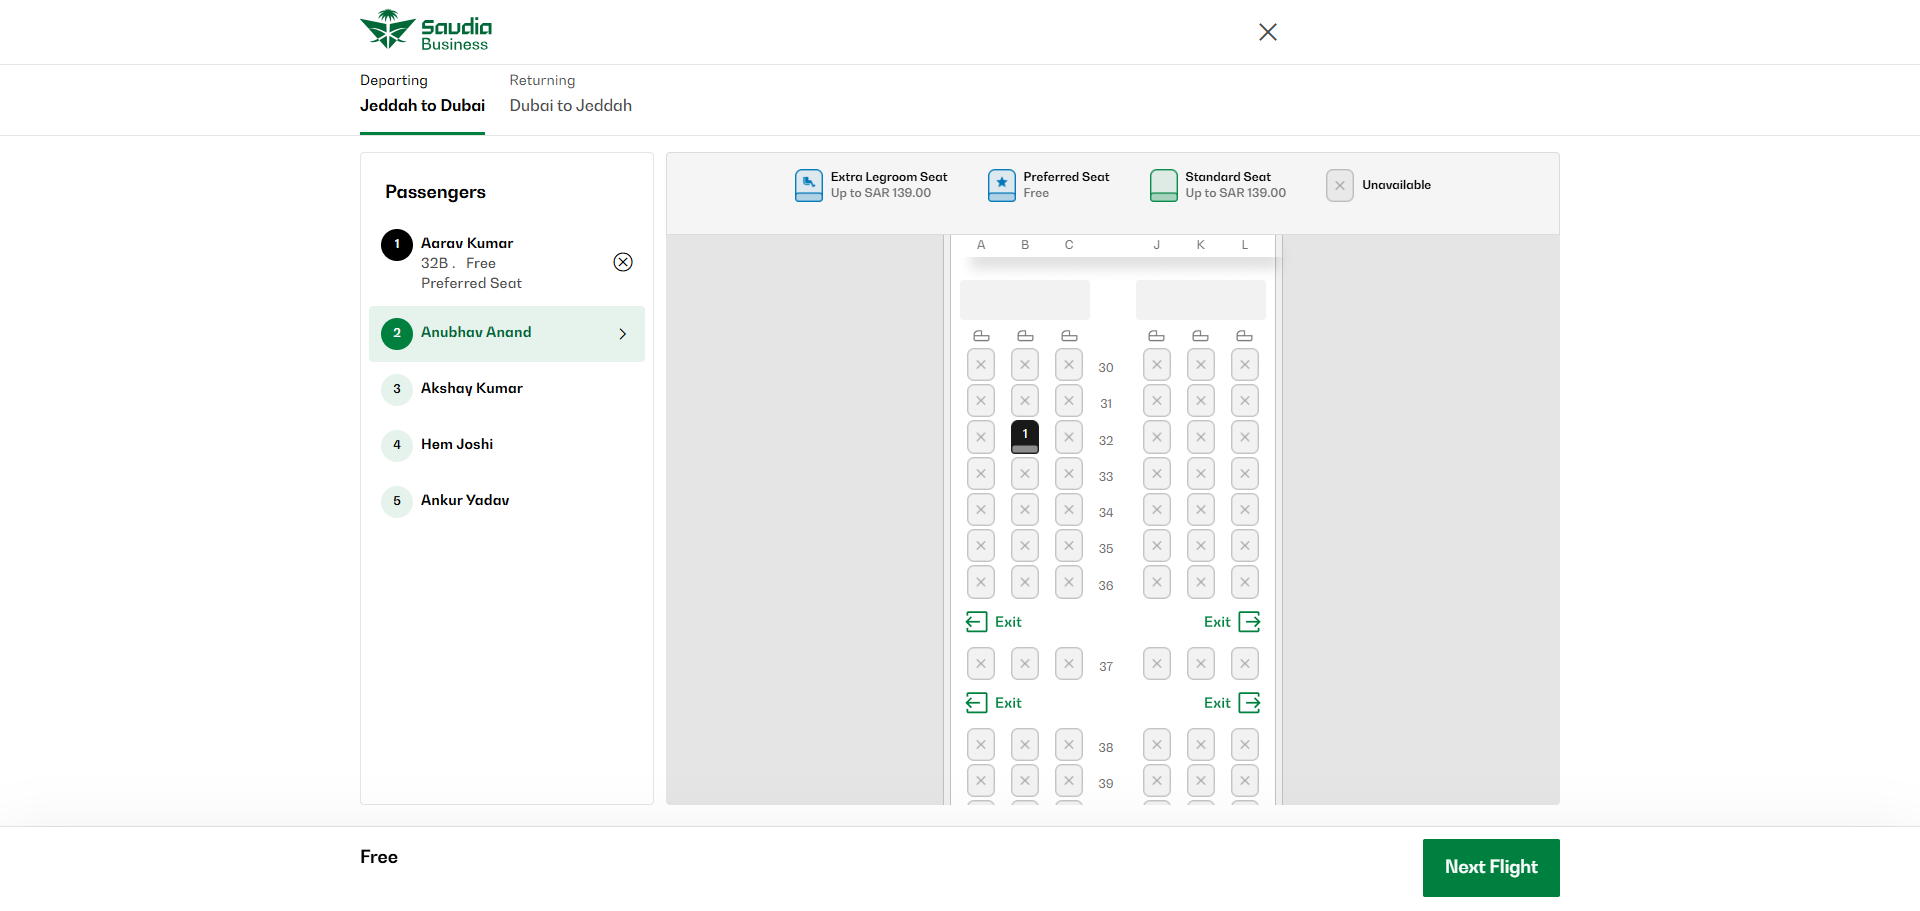 Saudia
Business
Departing
Jeddah to Dubai
Returning
Dubai to Jeddah
Passengers
1
Aarav Kumar
32B . Free
Preferred Seat
2
Anubhav Anand
3
Akshay Kumar
4
Hem Joshi
5
Ankur Yadav
Extra Legroom Seat
Up to SAR 139.00
Preferred Seat
Free
Standard Seat
Up to SAR 139.00
Unavailable
A B C J K L
30
31
1 32
33
34
35
36
Exit Exit
37
Exit Exit
38
39
Free
Next Flight